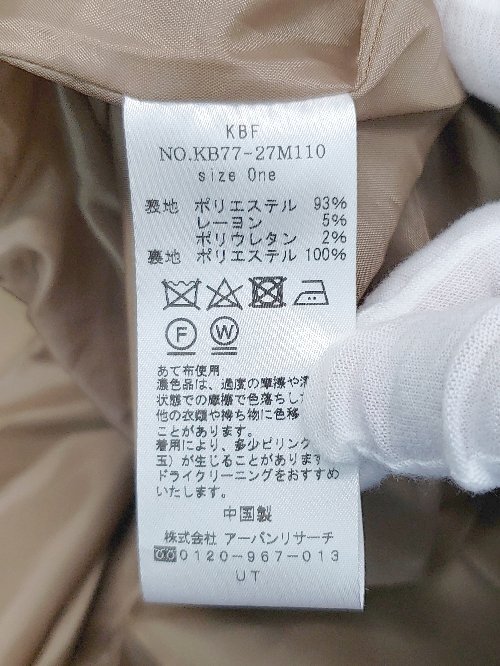 KBF
NO.KB77-27M110
size One
表地 ポリエステル 93%
レーヨン 5%
ポリウレタン 2%
裏地 ポリエステル 100%
F W
あて布使用
濃色品は、過度の摩擦や
状態での摩擦で色落ちし
他の衣類や持ち物に色移
ことがあります。
着用により、多少ピリング
玉）が生じることがあります
ドライクリーニングをおすすめ
いたします。
中国製
株式会社 アーバンリサーチ
0120-967-013
UT